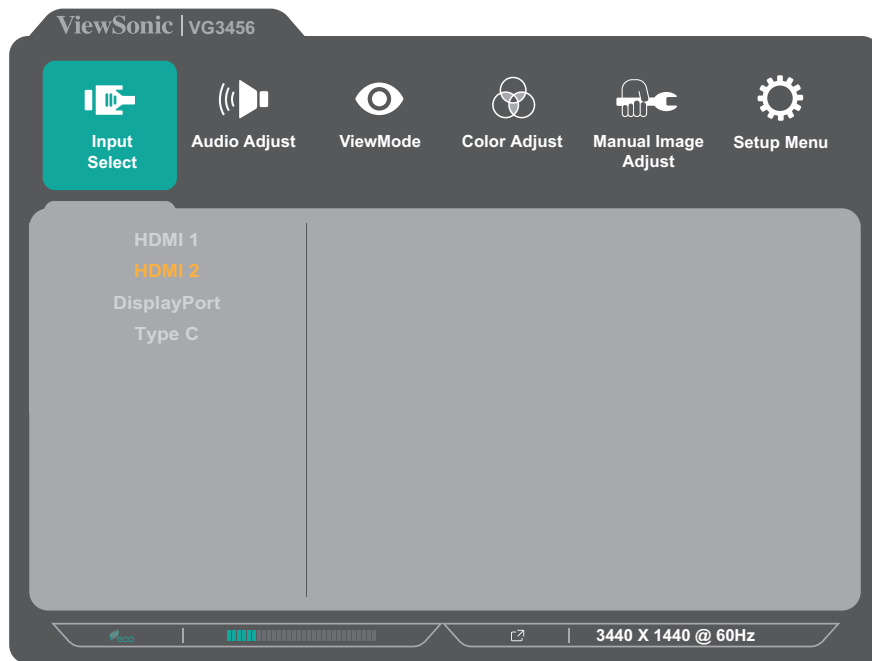 ViewSonic | VG3456
Input
Select
Audio Adjust
ViewMode
Color Adjust
Manual Image
Adjust
Setup Menu
HDMI 1
HDMI 2
DisplayPort
Type C
eco
3440 X 1440 @ 60Hz